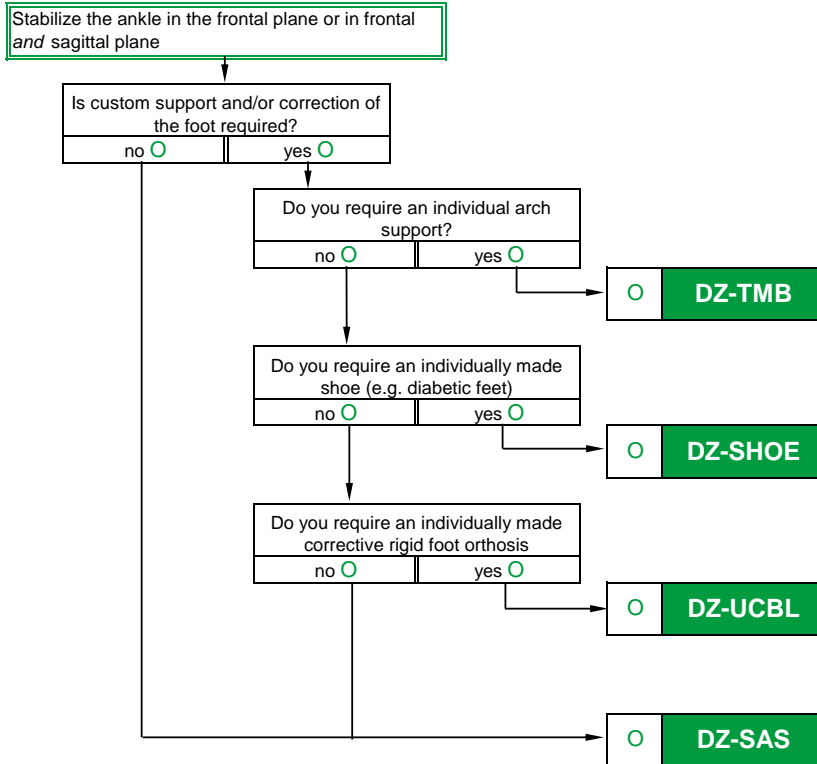 Stabilize the ankle in the frontal plane or in frontal
and sagittal plane
Is custom support and/or correction of
the foot required?
no O yes O
Do you require an individual arch
support?
no O yes O
O DZ-TMB
Do you require an individually made
shoe (e.g. diabetic feet)
no O yes O
O DZ-SHOE
Do you require an individually made
corrective rigid foot orthosis
no O yes O
O DZ-UCBL
O DZ-SAS